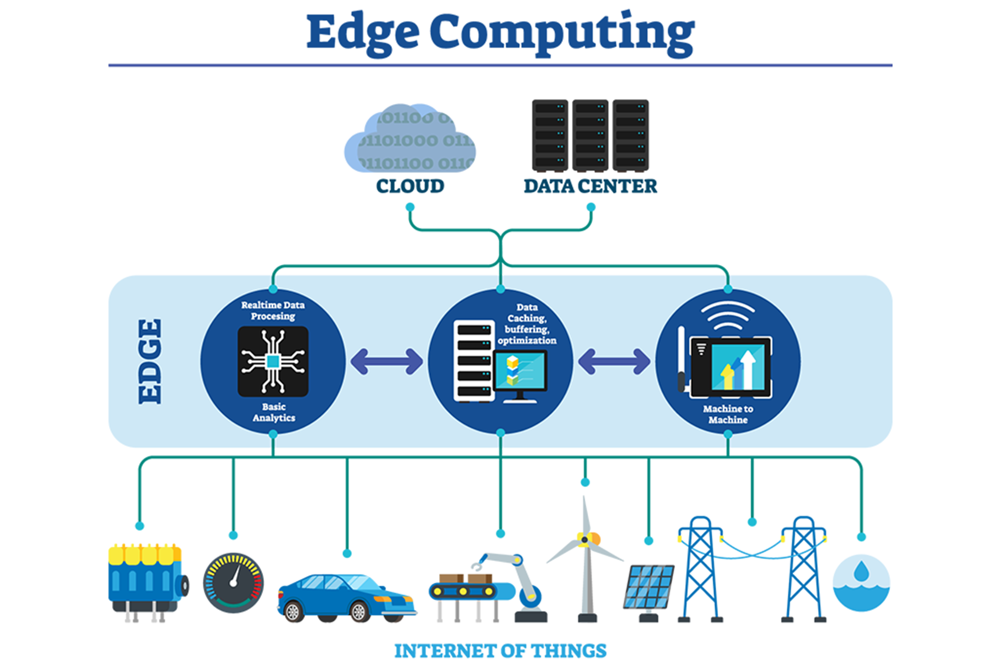 Edge Computing
01100 0
01101000 011
01101100 0110
CLOUD
DATA CENTER
EDGE
Realtime Data
Procesing
Basic
Analytics
Data
Caching,
buffering,
optimization
Machine to
Machine
INTERNET OF THINGS